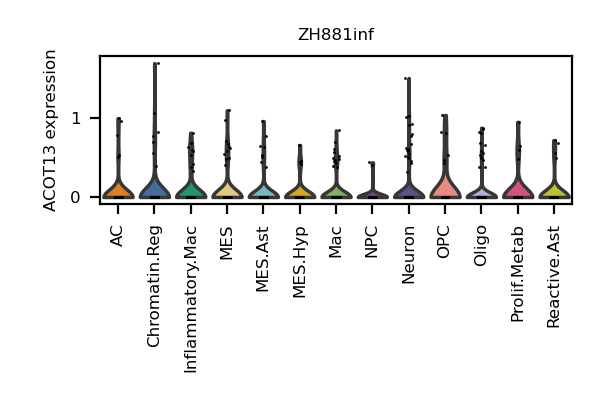 ZH881inf
ACOT13 expression
1
0
AC
Chromatin.Reg
Inflammatory.Mac
MES
MES.Ast
MES.Hyp
Mac
NPC
Neuron
OPC
Oligo
Prolif.Metab
Reactive.Ast